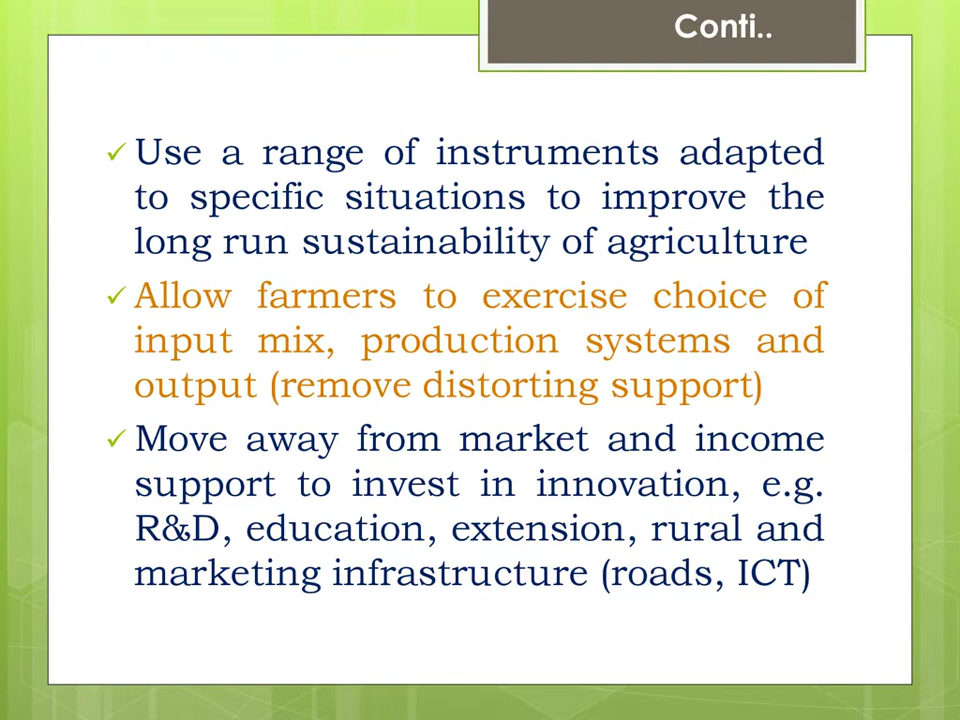 Conti..
Use a range of instruments adapted
to specific situations to improve the
long run sustainability of agriculture
Allow farmers to exercise choice of
input mix, production systems and
output (remove distorting support)
Move away from market and income
support to invest in innovation, e.g.
R&D, education, extension, rural and
marketing infrastructure (roads, ICT)